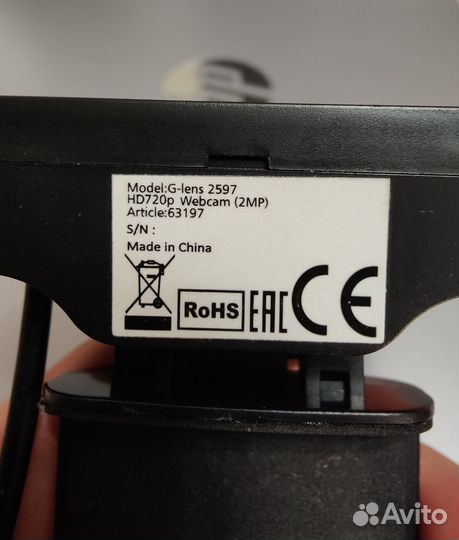 Model:G-lens 2597
HD720p Webcam (2MP)
Article:63197
S/N :
Made in China
RoHS EAC CE
Avito